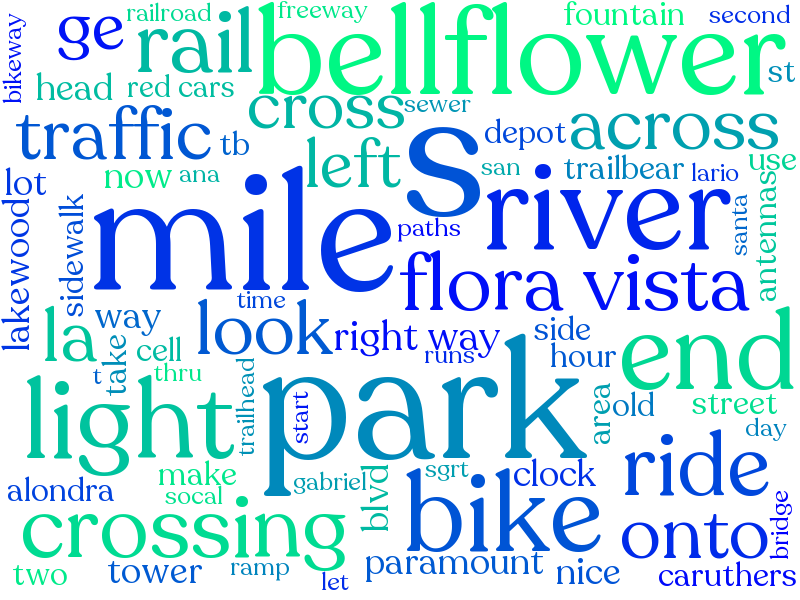 bikeway
ge
railroad
rail
freeway
bellflower
fountain
second
st
head
red cars
cross
sewer
traffic
tb
left
s
depot
across
lot
now
ana
san
trailbear
lario
use
mile
river
lakewood
sidewalk
paths
santa
antennas
flora vista
time
way
look
right way
side
la
cell
take
t
thru
runs
hour
end
light
trailhead
start
park
area
old
street
day
alondra
make
socal
gabriel
blvd
sgrt
bike
clock
ride
crossing
onto
bridge
two
tower
ramp
let
paramount
nice
caruthers